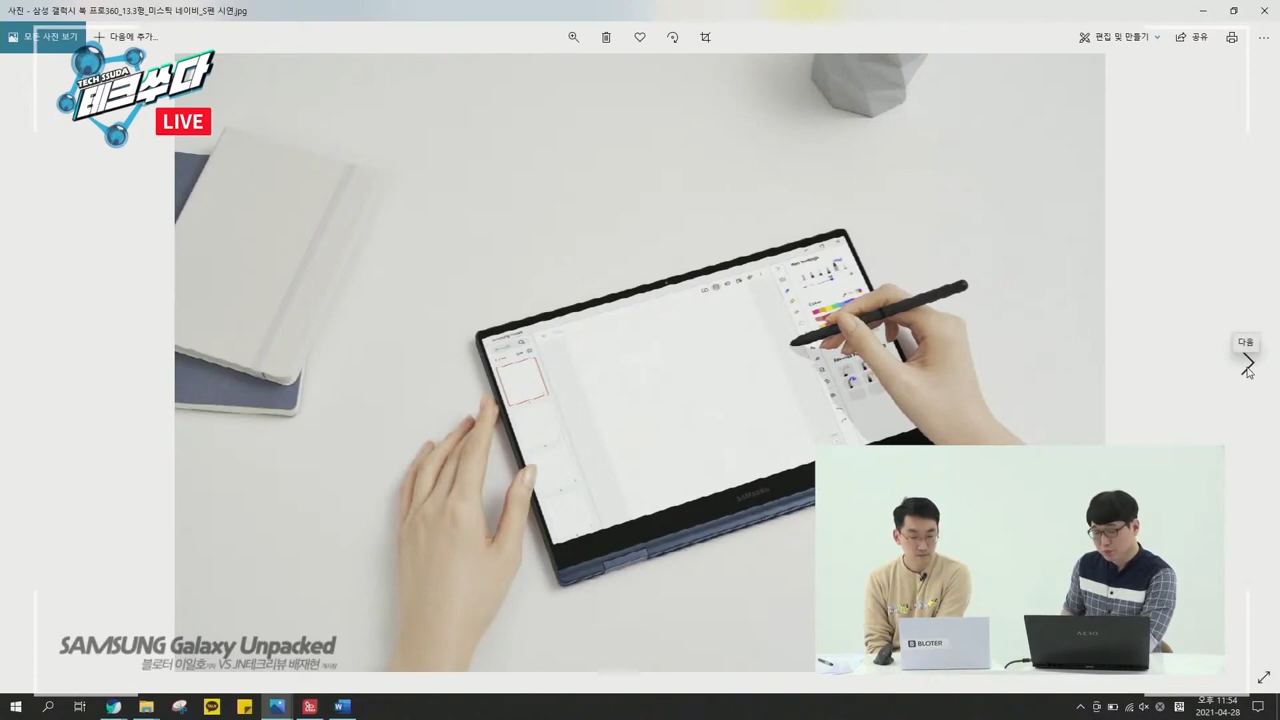 사진 - 삼성 갤럭시 북 프로360_13.3형_미스틱 네이비_S펜 시연.jpg
모든 사진 보기
다음에 추가...
편집 및 만들기
공유
TECH SSUDA
테크쑤다
LIVE
다음
SAMSUNG
BLOTER
SAMSUNG Galaxy Unpacked
블로터 이일호기자 VS JN테크리뷰 배재현
TALK
오후 11:54
2021-04-28